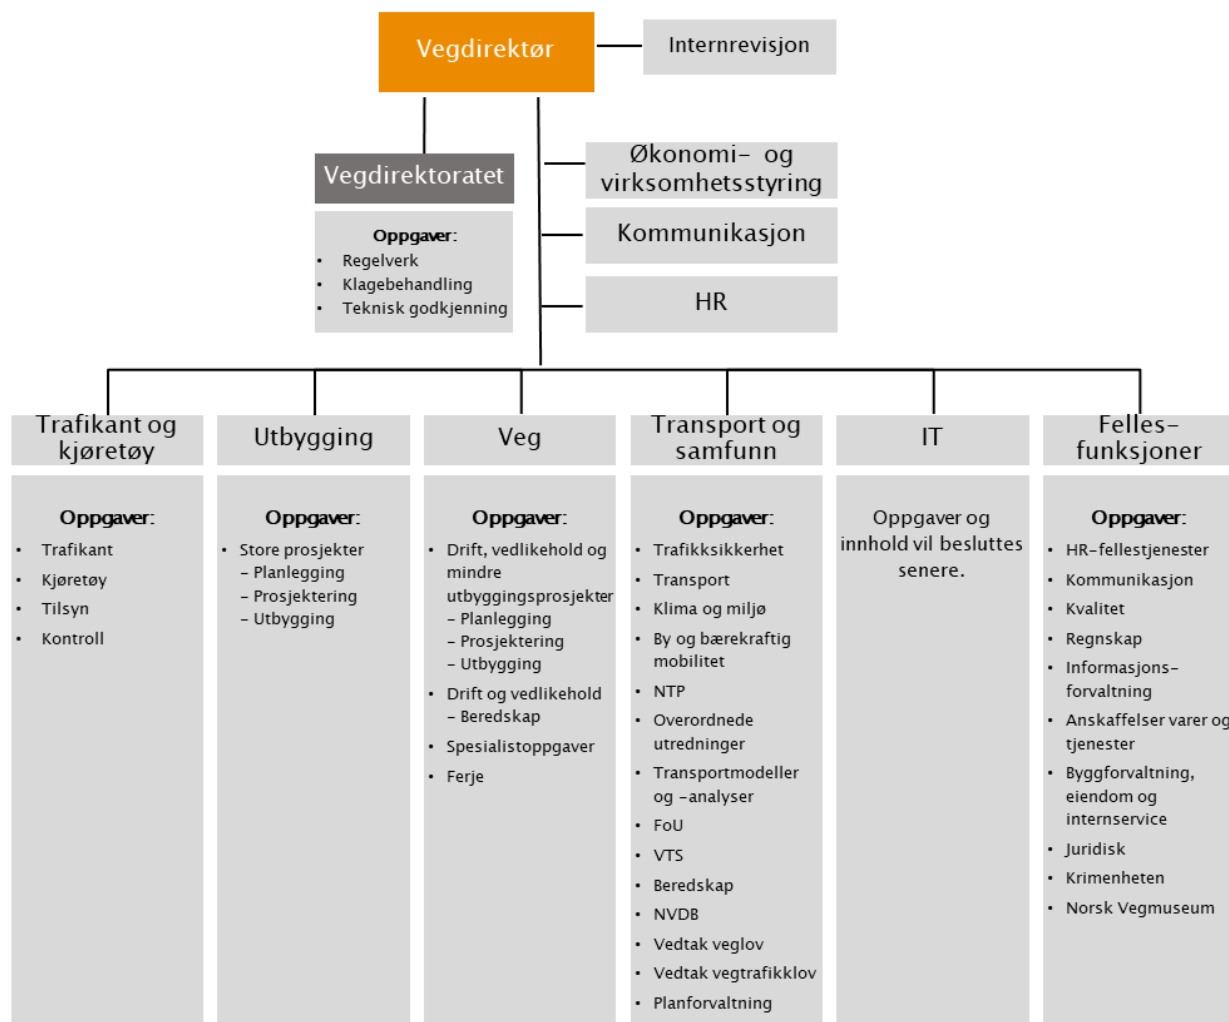 Vegdirektør
Internrevisjon
Vegdirektoratet
Oppgaver:
• Regelverk
• Klagebehandling
• Teknisk godkjenning
Økonomi- og
virksomhetsstyring
Kommunikasjon
HR
Trafikant og
kjøretøy
Oppgaver:
• Trafikant
• Kjøretøy
• Tilsyn
• Kontroll
Utbygging
Oppgaver:
• Store prosjekter
– Planlegging
– Prosjektering
– Utbygging
Veg
Oppgaver:
• Drift, vedlikehold og
mindre
utbyggingsprosjekter
– Planlegging
– Prosjektering
– Utbygging
• Drift og vedlikehold
– Beredskap
• Spesialistoppgaver
• Ferje
Transport og
samfunn
Oppgaver:
• Trafikksikkerhet
• Transport
• Klima og miljø
• By og bærekraftig
mobilitet
• NTP
• Overordnede
utredninger
• Transportmodeller
og -analyser
• FoU
• VTS
• Beredskap
• NVDB
• Vedtak veglov
• Vedtak vegtrafikklov
• Planforvaltning
IT
Oppgaver og
innhold vil besluttes
senere.
Felles-
funksjoner
Oppgaver:
• HR-fellestjenester
• Kommunikasjon
• Kvalitet
• Regnskap
• Informasjons-
forvaltning
• Anskaffelser varer og
tjenester
• Byggforvaltning,
eiendom og
internservice
• Juridisk
• Krimenheten
• Norsk Vegmuseum